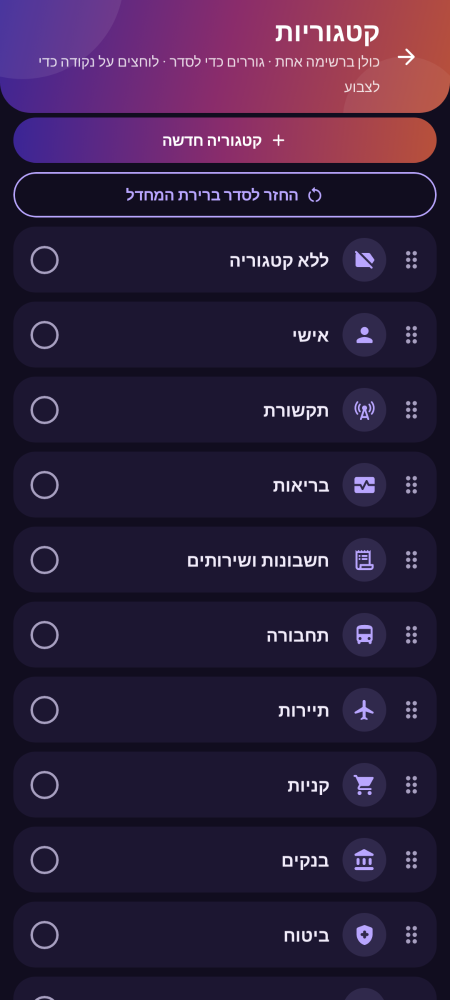 קטגוריות
כולן ברשימה אחת · גוררים כדי לסדר · לוחצים על נקודה כדי
לצבוע
+ קטגוריה חדשה
החזר לסדר ברירת המחדל
ללא קטגוריה
אישי
תקשורת
בריאות
חשבונות ושירותים
תחבורה
תיירות
קניות
בנקים
ביטוח